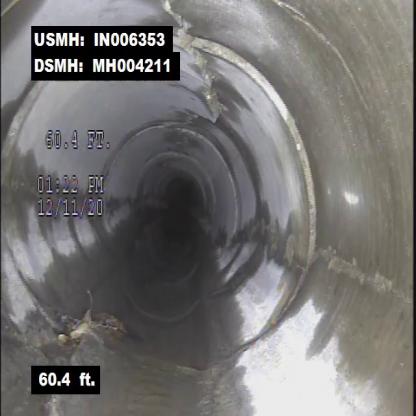 USMH: IN006353
DSMH: MH004211
60.4 FT.
01:22 PM
12/11/20
60.4 ft.